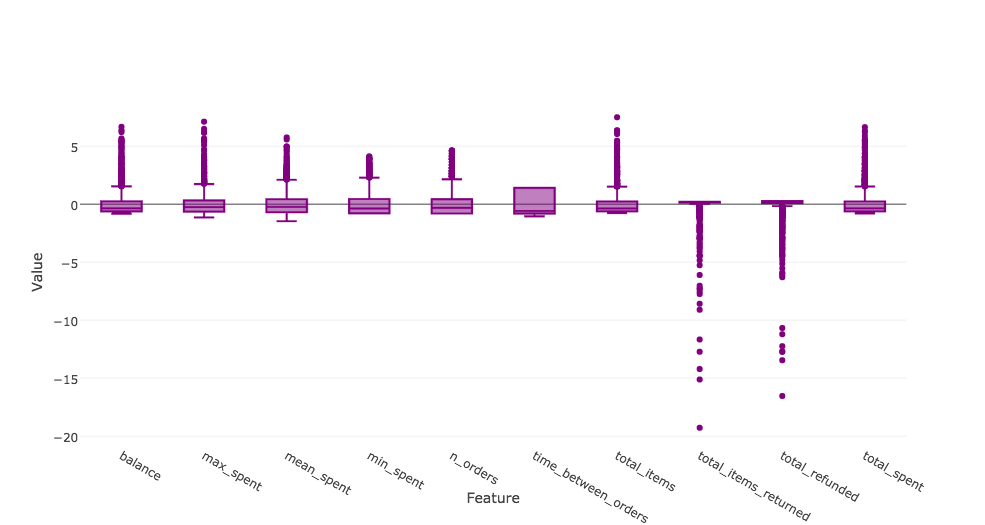 5
0
−5
−10
−15
−20
Value
balance
max_spent
mean_spent
min_spent
n_orders
time_between_orders
total_items
total_items_returned
total_refunded
total_spent
Feature